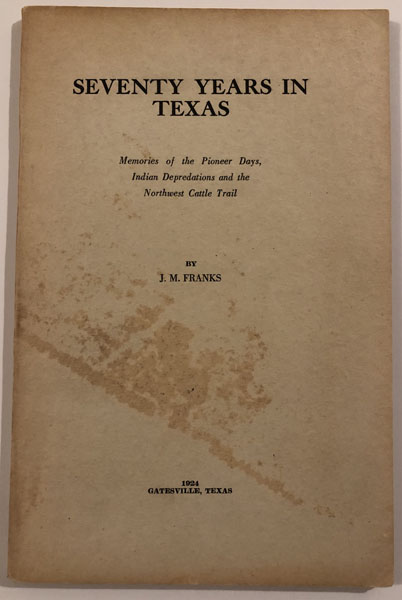 SEVENTY YEARS IN
TEXAS
Memories of the Pioneer Days,
Indian Depredations and the
Northwest Cattle Trail
BY
J. M. FRANKS
1924
GATESVILLE, TEXAS